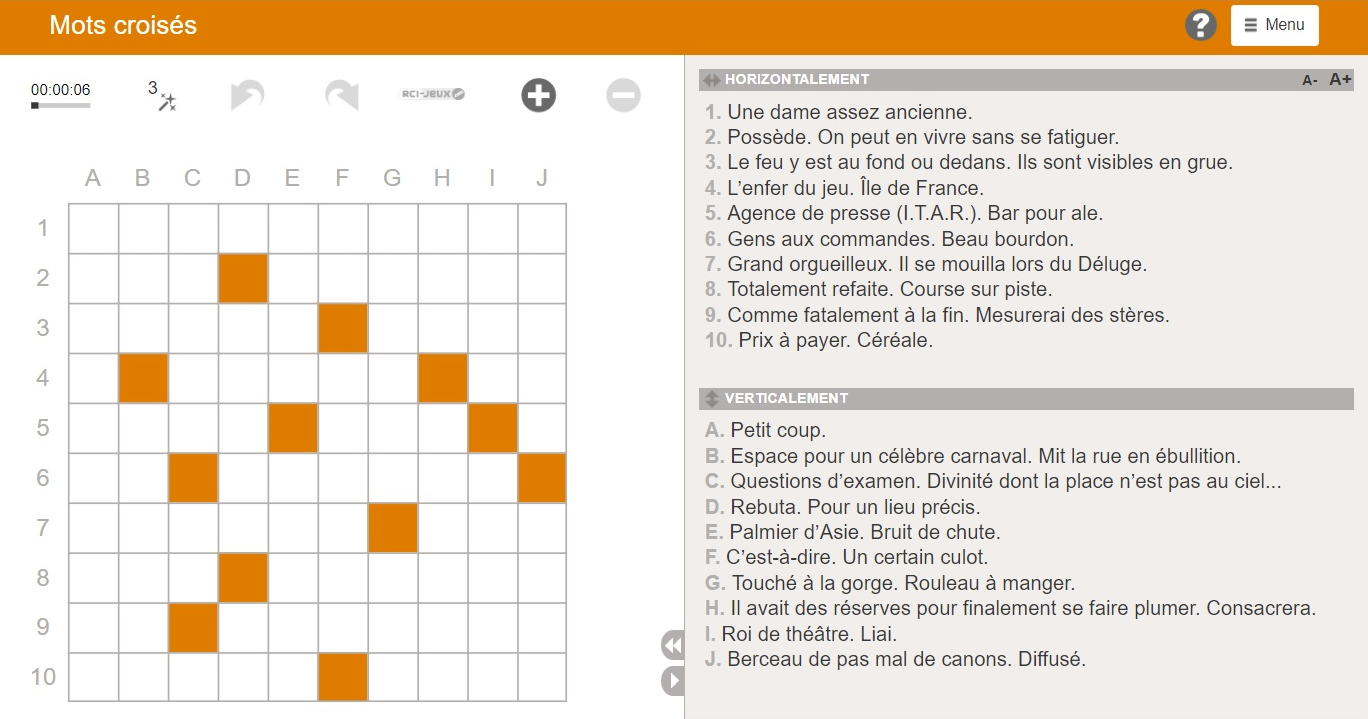 Mots croisés
?
Menu
00:00:06
3
RCI-JEUX
HORIZONTALEMENT
A- A+
1. Une dame assez ancienne.
2. Possède. On peut en vivre sans se fatiguer.
3. Le feu y est au fond ou dedans. Ils sont visibles en grue.
4. L’enfer du jeu. Île de France.
5. Agence de presse (I.T.A.R.). Bar pour ale.
6. Gens aux commandes. Beau bourdon.
7. Grand orgueilleux. Il se mouilla lors du Déluge.
8. Totalement refaite. Course sur piste.
9. Comme fatalement à la fin. Mesurerai des stères.
10. Prix à payer. Céréale.
VERTICALEMENT
A. Petit coup.
B. Espace pour un célèbre carnaval. Mit la rue en ébullition.
C. Questions d’examen. Divinité dont la place n’est pas au ciel...
D. Rebuta. Pour un lieu précis.
E. Palmier d’Asie. Bruit de chute.
F. C’est-à-dire. Un certain culot.
G. Touché à la gorge. Rouleau à manger.
H. Il avait des réserves pour finalement se faire plumer. Consacrera.
I. Roi de théâtre. Liai.
J. Berceau de pas mal de canons. Diffusé.
A B C D E F G H I J
1
2
3
4
5
6
7
8
9
10